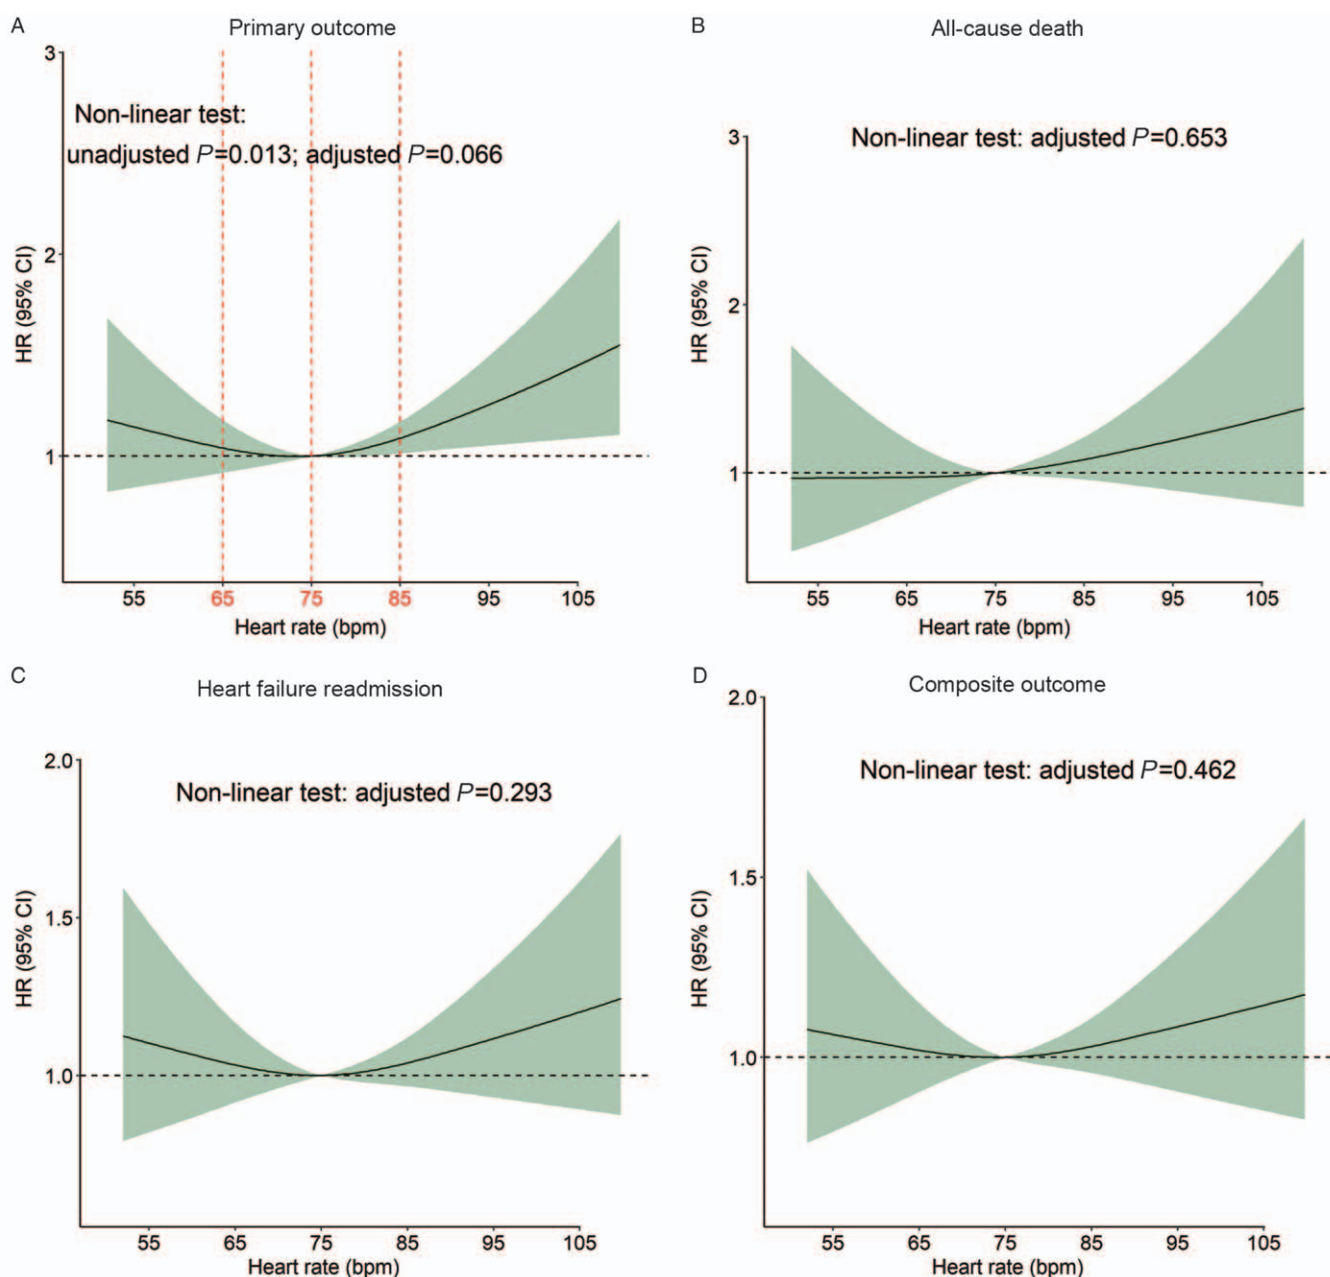 A
Primary outcome
3
Non-linear test:
unadjusted P=0.013; adjusted P=0.066
2
HR (95% CI)
1
55 65 75 85 95 105
Heart rate (bpm)
B
All-cause death
3
Non-linear test: adjusted P=0.653
2
HR (95% CI)
1
55 65 75 85 95 105
Heart rate (bpm)
C
Heart failure readmission
2.0
Non-linear test: adjusted P=0.293
1.5
HR (95% CI)
1.0
55 65 75 85 95 105
Heart rate (bpm)
D
Composite outcome
2.0
Non-linear test: adjusted P=0.462
1.5
HR (95% CI)
1.0
55 65 75 85 95 105
Heart rate (bpm)